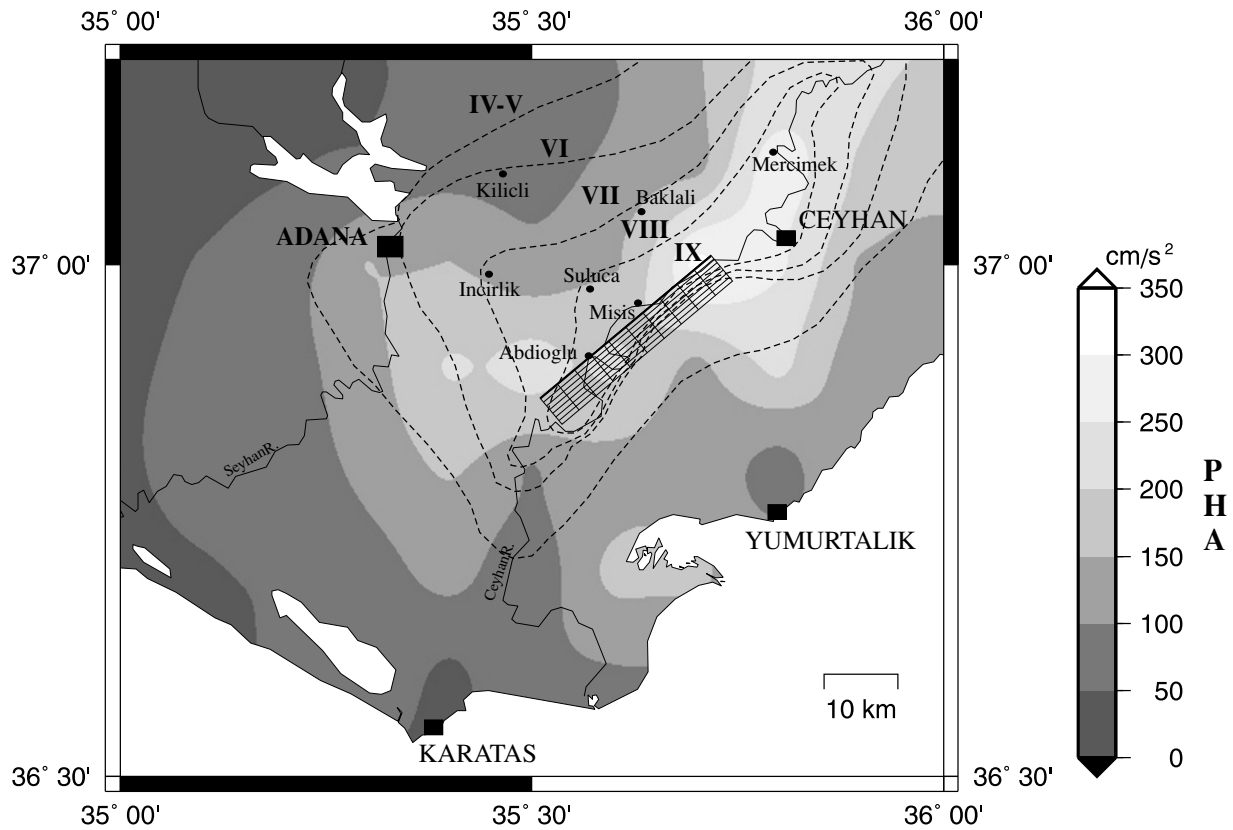 35° 00'
35° 30'
36° 00'
IV-V
VI
Mercimek
Kilicli
VII
Baklali
CEYHAN
VIII
ADANA
IX
cm/s²
37° 00'
37° 00'
Suluca
Incirlik
350
Misis
300
Abdioglu
250
SeyhanR.
200
P
H
A
YUMURTALIK
150
CeyhanR.
100
50
10 km
KARATAS
0
36° 30'
36° 30'
35° 00'
35° 30'
36° 00'